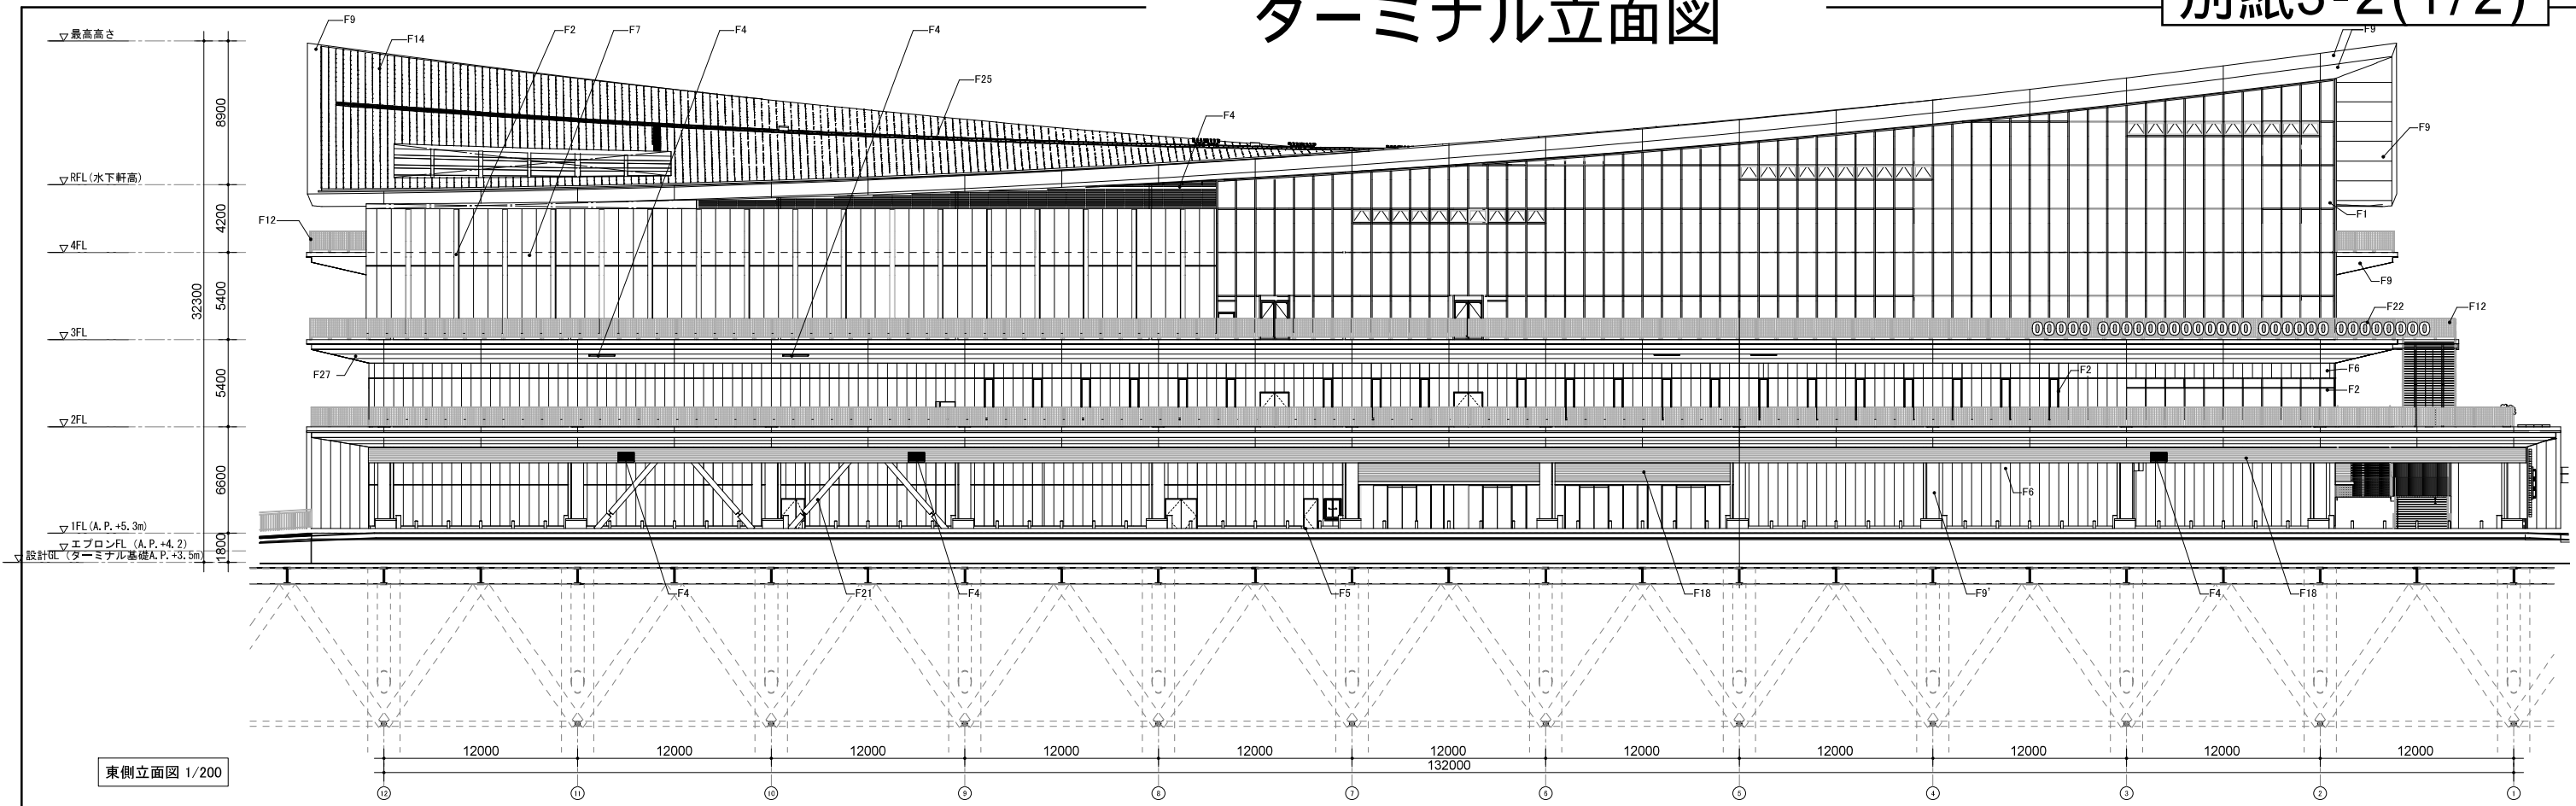 ターミナル立面図
別紙3-2(1/2)
F9
F9
最高高さ
F14
F2
F7
F4
F4
F25
F4
F9
8900
RFL(水下軒高)
F12
F1
4200
4FL
F9
32300
5400
F22
F12
3FL
F27
F2
F6
F2
5400
2FL
6600
F6
1FL(A.P.+5.3m)
エプロンFL (A.P.+4.2)
設計GL (ターミナル基礎A.P.+3.5m)
1800
F4
F21
F4
F5
F18
F9'
F4
F18
12000 12000 12000 12000 12000 12000 12000 12000 12000 12000 12000
132000
東側立面図 1/200
12 11 10 9 8 7 6 5 4 3 2 1
00000 0000000000000 000000 00000000